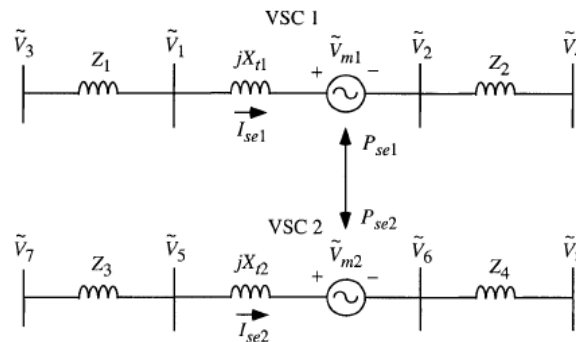 VSC 1
Ṽ3 Z1 Ṽ1 jXt1 + Ṽm1 − Ṽ2 Z2
Ise1
Pse1
Pse2
VSC 2
Ṽ7 Z3 Ṽ5 jXt2 + Ṽm2 − Ṽ6 Z4
Ise2